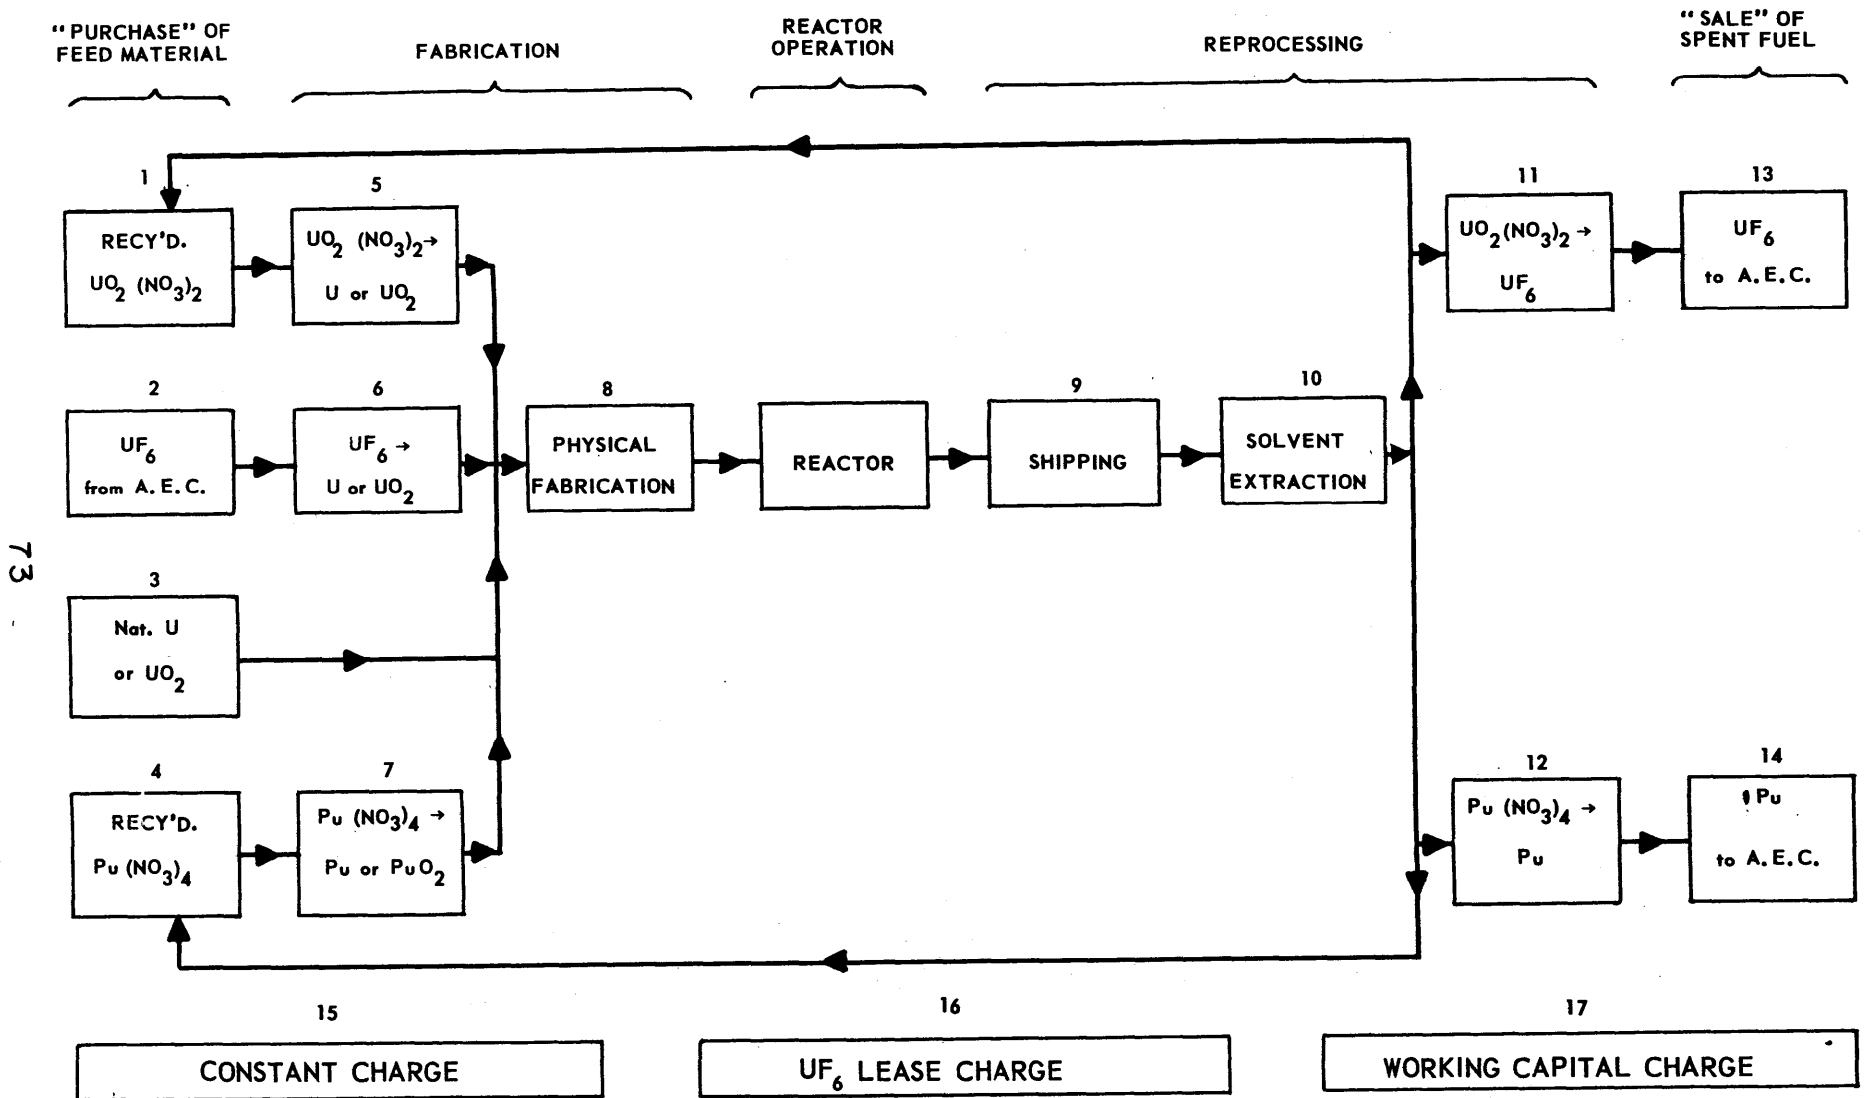 "PURCHASE" OF
FEED MATERIAL
FABRICATION
REACTOR
OPERATION
REPROCESSING
"SALE" OF
SPENT FUEL
1
RECY'D.
UO₂ (NO₃)₂
5
UO₂ (NO₃)₂→
U or UO₂
11
UO₂(NO₃)₂ →
UF₆
13
UF₆
to A.E.C.
2
UF₆
from A.E.C.
6
UF₆ →
U or UO₂
8
PHYSICAL
FABRICATION
REACTOR
9
SHIPPING
10
SOLVENT
EXTRACTION
73
3
Nat. U
or UO₂
4
RECY'D.
Pu (NO₃)₄
7
Pu (NO₃)₄ →
Pu or PuO₂
12
Pu (NO₃)₄ →
Pu
14
Pu
to A.E.C.
15
CONSTANT CHARGE
16
UF₆ LEASE CHARGE
17
WORKING CAPITAL CHARGE